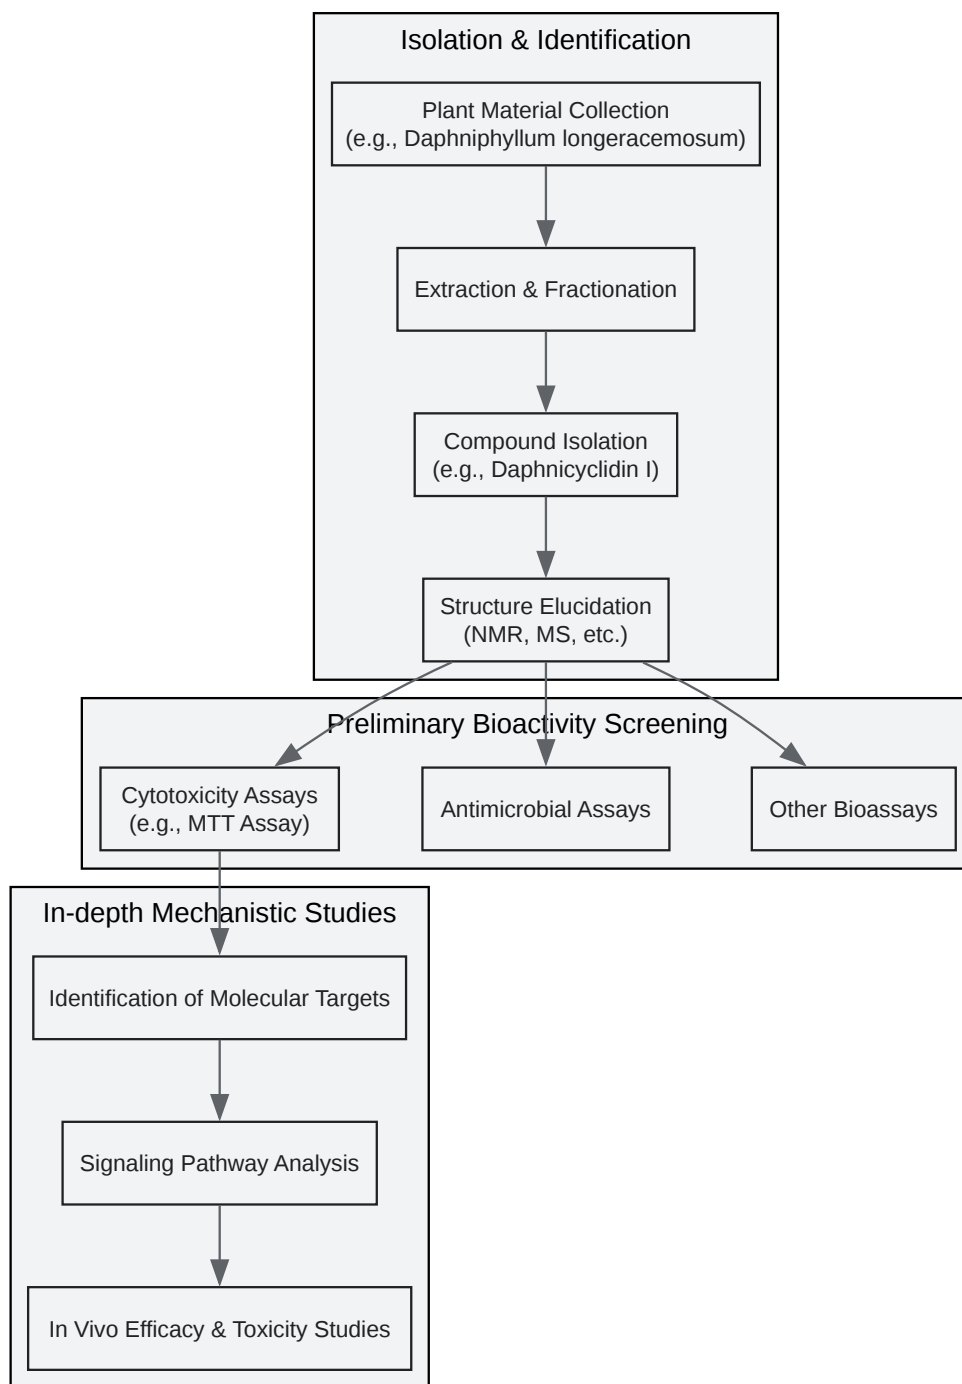 Isolation & Identification
Plant Material Collection
(e.g., Daphniphyllum longeracemosum)
Extraction & Fractionation
Compound Isolation
(e.g., Daphnicyclidin I)
Structure Elucidation
(NMR, MS, etc.)
Preliminary Bioactivity Screening
Cytotoxicity Assays
(e.g., MTT Assay)
Antimicrobial Assays
Other Bioassays
In-depth Mechanistic Studies
Identification of Molecular Targets
Signaling Pathway Analysis
In Vivo Efficacy & Toxicity Studies